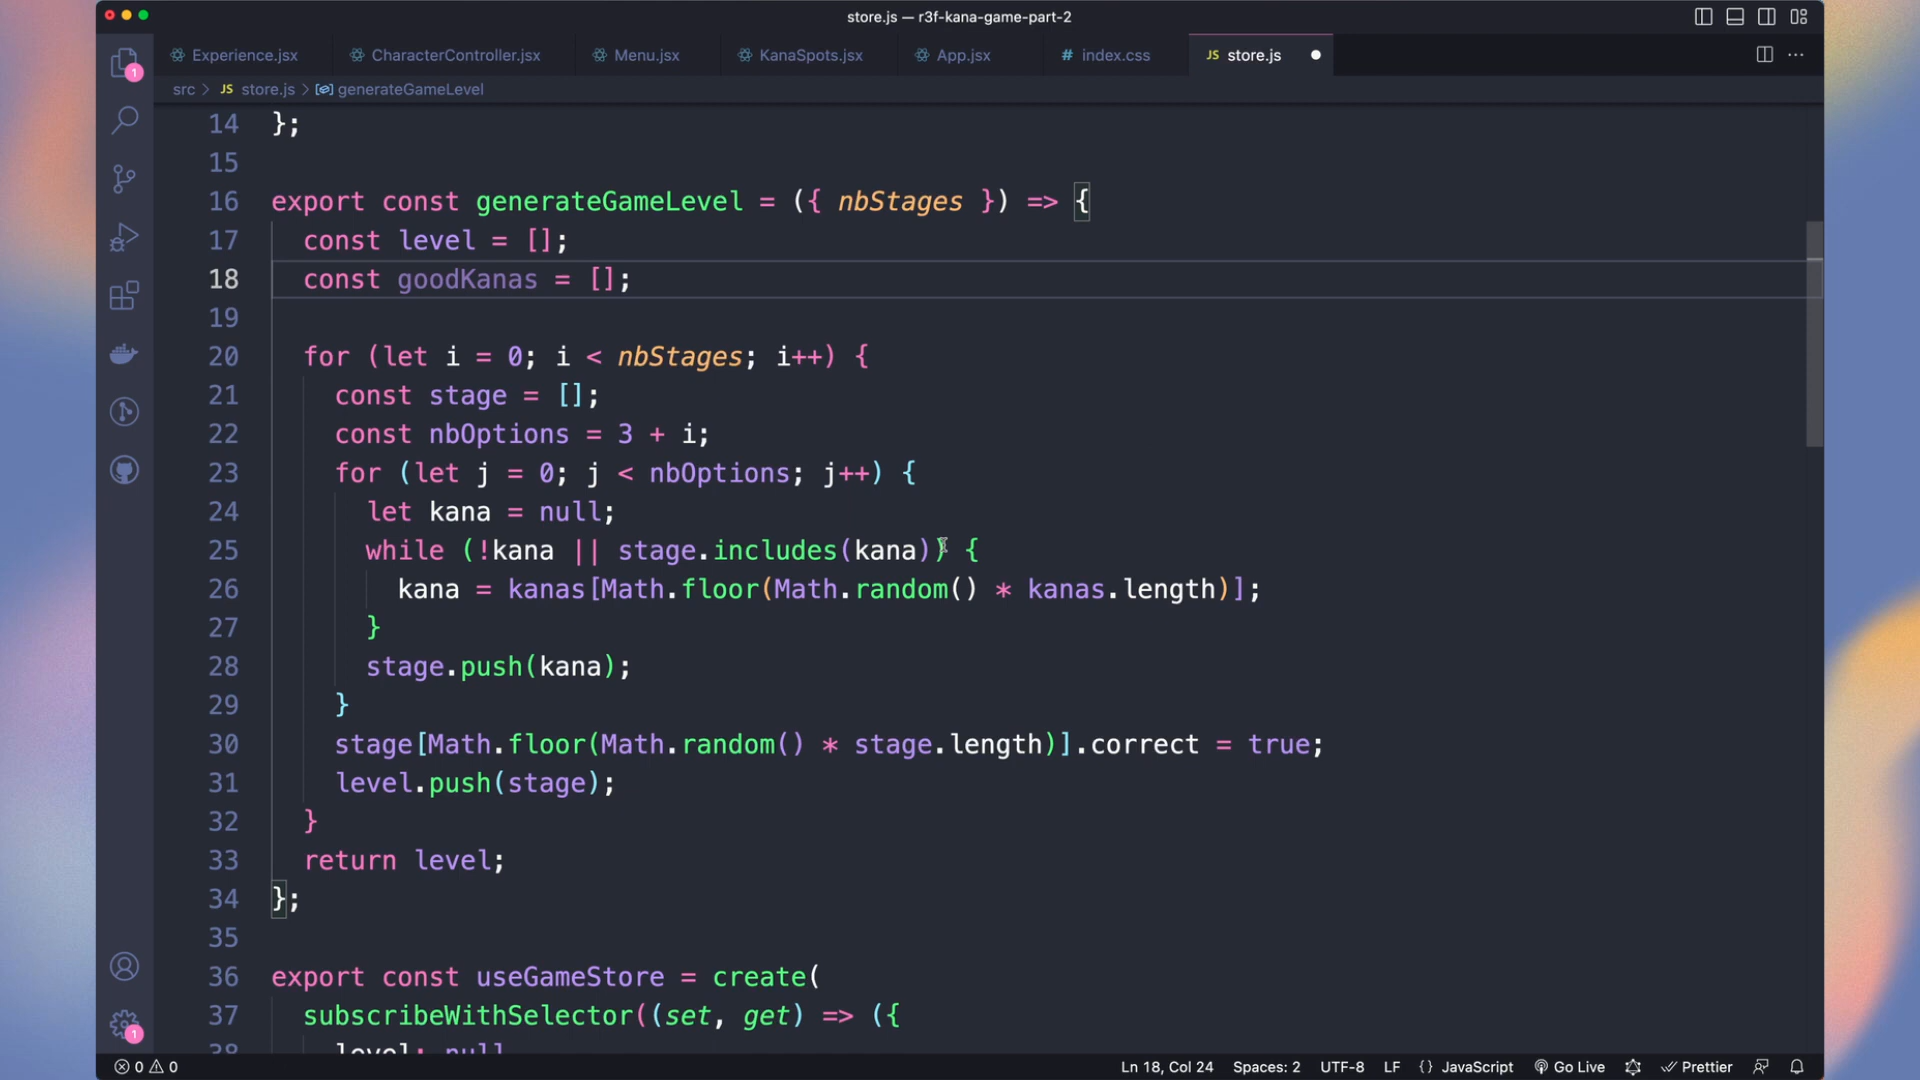 store.js — r3f-kana-game-part-2
Experience.jsx CharacterController.jsx Menu.jsx KanaSpots.jsx App.jsx # index.css JS store.js
src > JS store.js > generateGameLevel
1
14 };
15
16 export const generateGameLevel = ({ nbStages }) => {
17 const level = [];
18 const goodKanas = [];
19
20 for (let i = 0; i < nbStages; i++) {
21 const stage = [];
22 const nbOptions = 3 + i;
23 for (let j = 0; j < nbOptions; j++) {
24 let kana = null;
25 while (!kana || stage.includes(kana)) {
26 kana = kanas[Math.floor(Math.random() * kanas.length)];
27 }
28 stage.push(kana);
29 }
30 stage[Math.floor(Math.random() * stage.length)].correct = true;
31 level.push(stage);
32 }
33 return level;
34 };
35
36 export const useGameStore = create(
37 subscribeWithSelector((set, get) => ({
38 level: null
1
0 0 Ln 18, Col 24 Spaces: 2 UTF-8 LF {} JavaScript Go Live Prettier